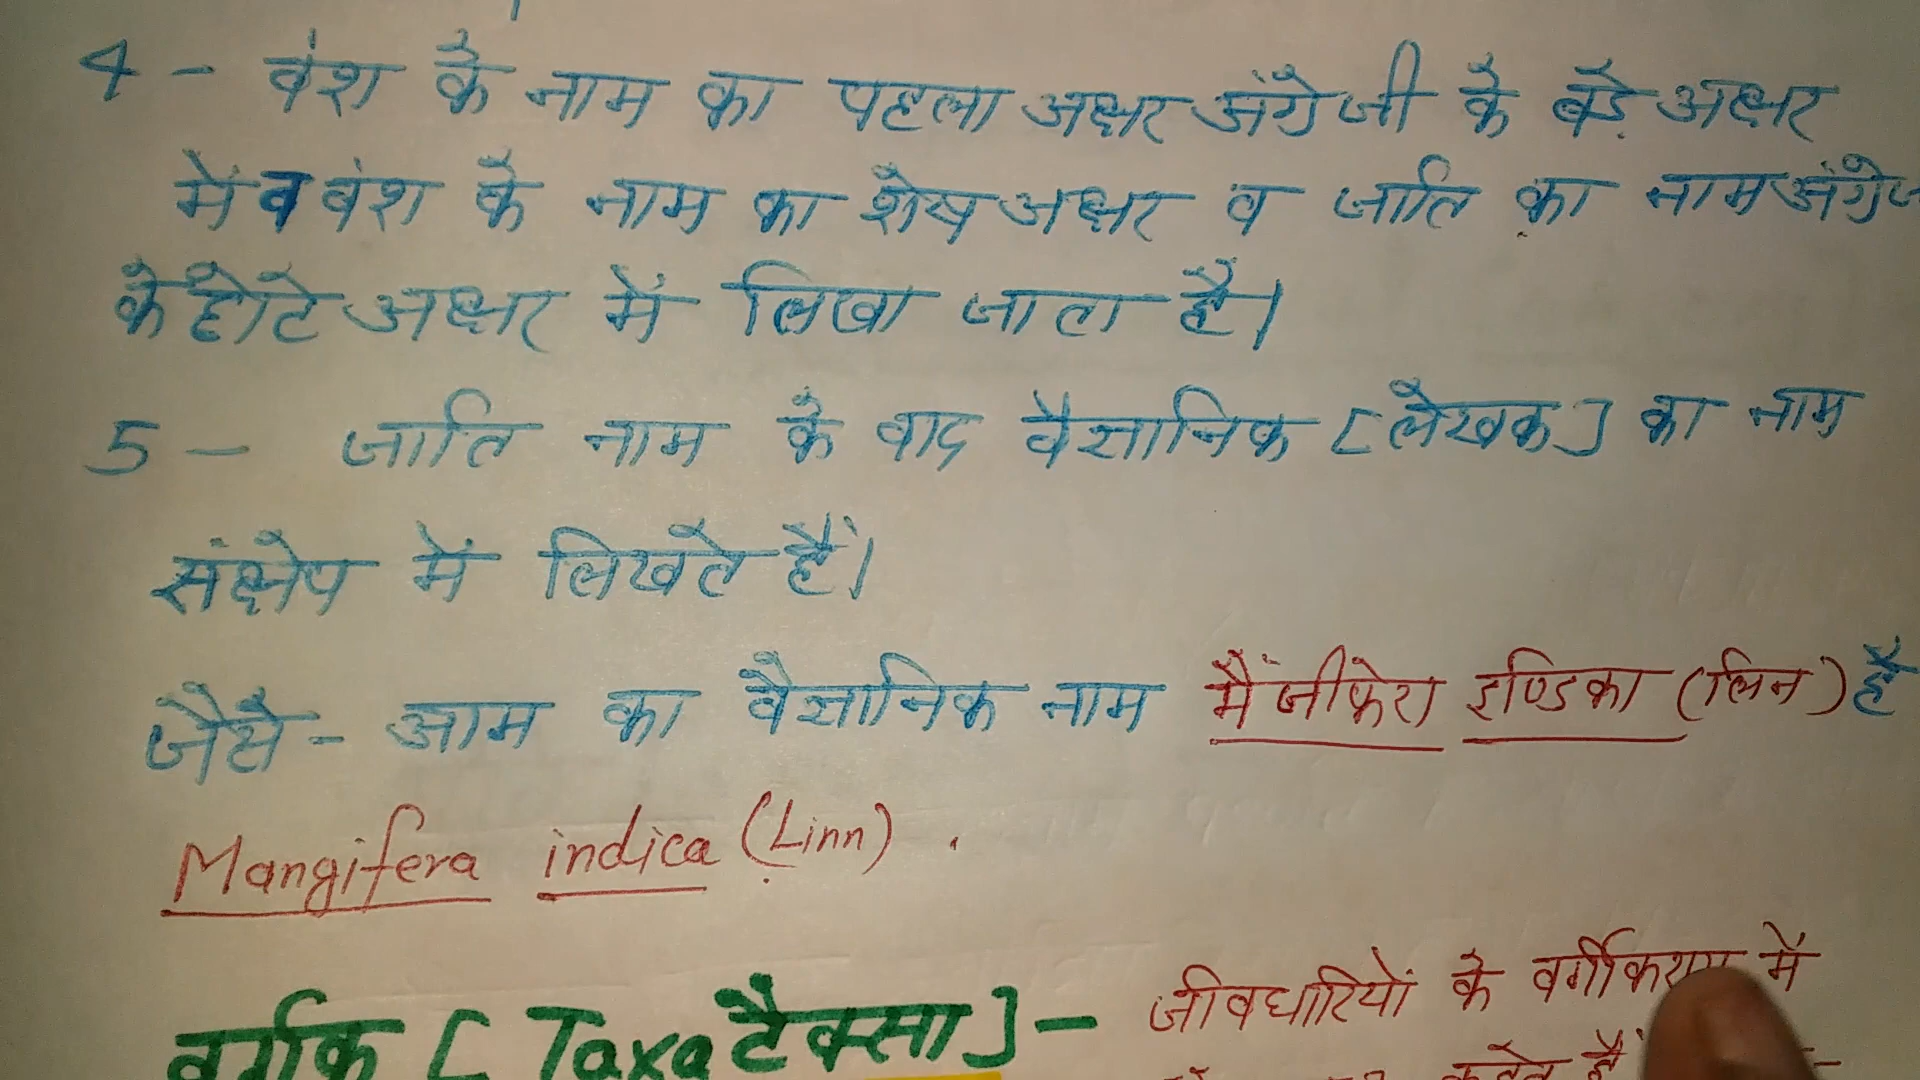 4 - वंश के नाम का पहला अक्षर अंग्रेजी के बड़े अक्षर
में व वंश के नाम का शेष अक्षर व जाति का नाम
के छोटे अक्षर में लिखा जाता है।
5 - जाति नाम के बाद वैज्ञानिक [लेखक] का नाम
संक्षेप में लिखते हैं।
जैसे - आम का वैज्ञानिक नाम मैंजीफेरा इण्डिका (लिन) है
Mangifera indica (Linn) .
वर्गक [Taxa टैक्सा] - जीवधारियों के वर्गीकरण में